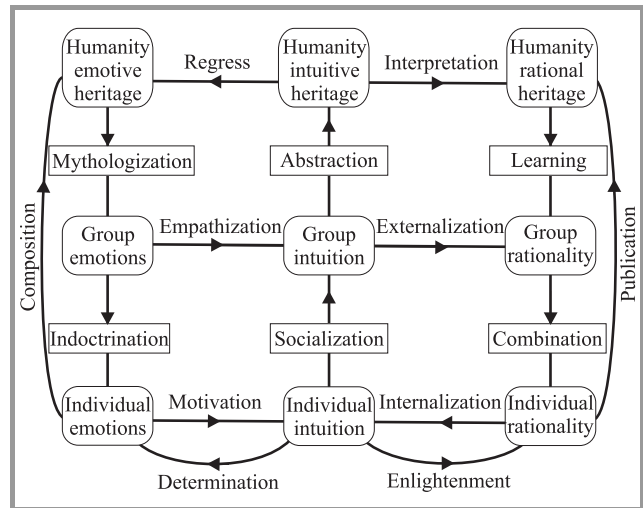 Humanity
emotive
heritage
Regress
Humanity
intuitive
heritage
Interpretation
Humanity
rational
heritage
Mythologization
Abstraction
Learning
Composition
Group
emotions
Empathization
Group
intuition
Externalization
Group
rationality
Publication
Indoctrination
Socialization
Combination
Individual
emotions
Motivation
Individual
intuition
Internalization
Individual
rationality
Determination
Enlightenment